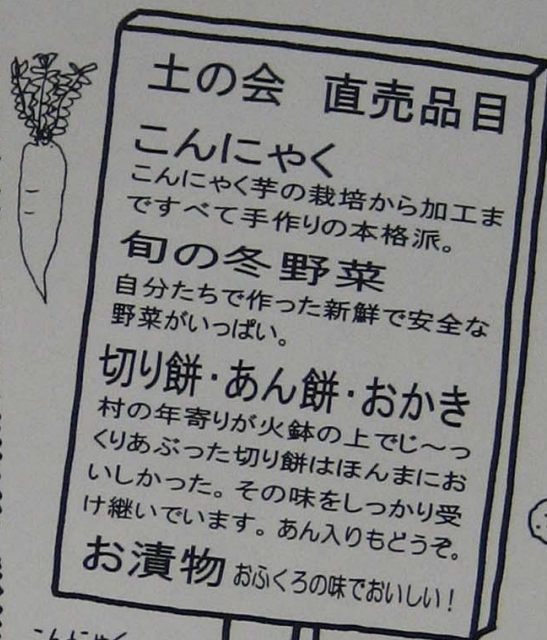 土の会 直売品目
こんにゃく
こんにゃく芋の栽培から加工ま
ですべて手作りの本格派。
旬の冬野菜
自分たちで作った新鮮で安全な
野菜がいっぱい。
切り餅・あん餅・おかき
村の年寄りが火鉢の上でじ～っ
くりあぶった切り餅はほんまにお
いしかった。その味をしっかり受
け継いでいます。あん入りもどうぞ。
お漬物 おふくろの味でおいしい！
こんにゃく